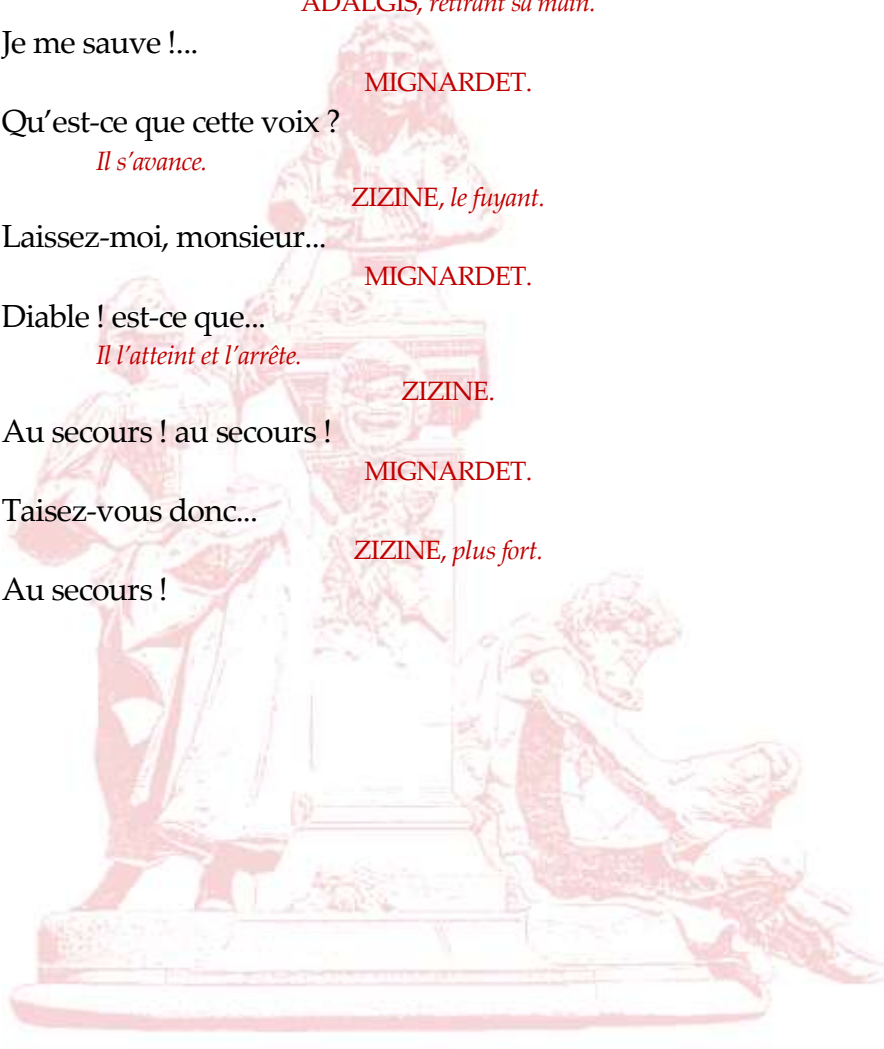 ADALGIS, retirant sa main.
Je me sauve !...
MIGNARDET.
Qu’est-ce que cette voix ?
Il s’avance.
ZIZINE, le fuyant.
Laissez-moi, monsieur...
MIGNARDET.
Diable ! est-ce que...
Il l’atteint et l’arrête.
ZIZINE.
Au secours ! au secours !
MIGNARDET.
Taisez-vous donc...
ZIZINE, plus fort.
Au secours !